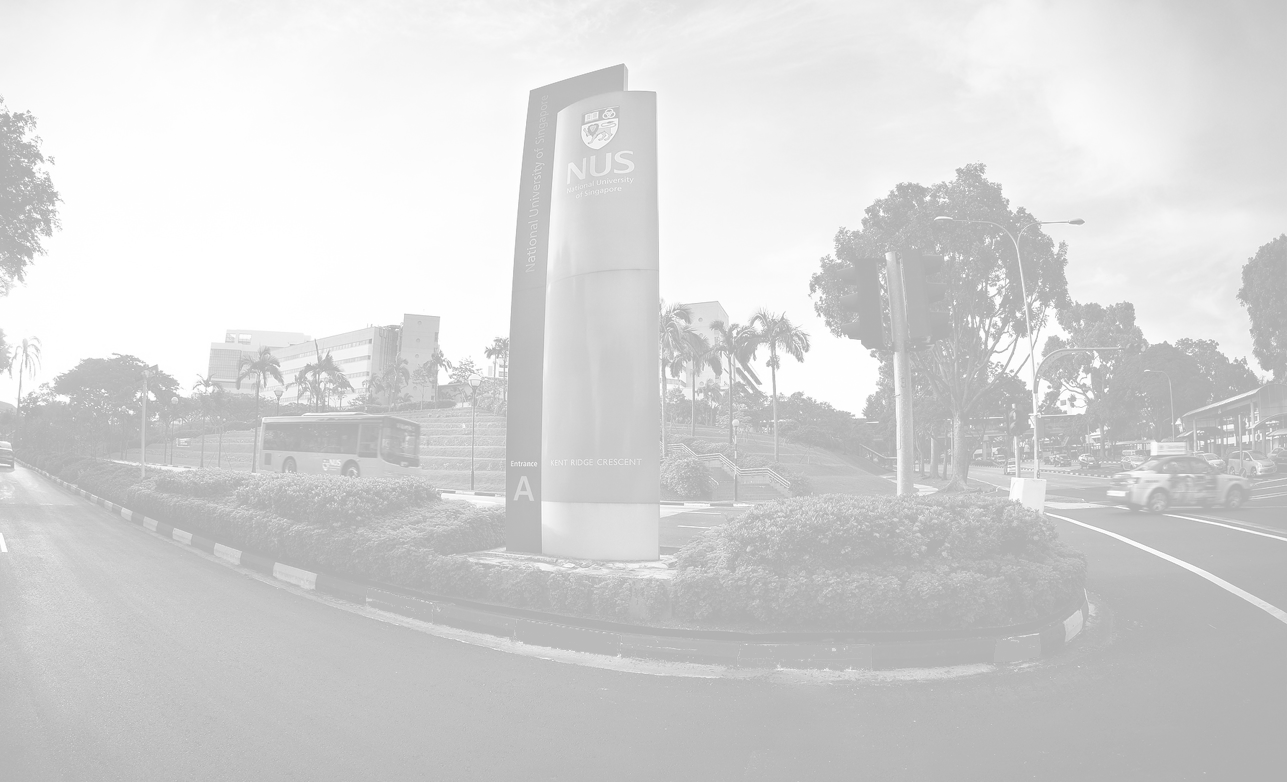 National University of Singapore
NUS
National University
of Singapore
Entrance
A
KENT RIDGE CRESCENT